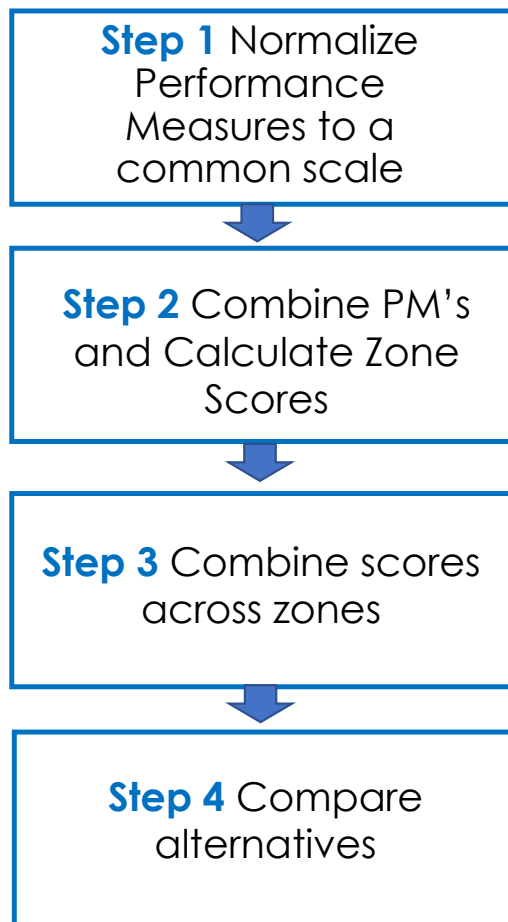 Step 1 Normalize
Performance
Measures to a
common scale
Step 2 Combine PM’s
and Calculate Zone
Scores
Step 3 Combine scores
across zones
Step 4 Compare
alternatives